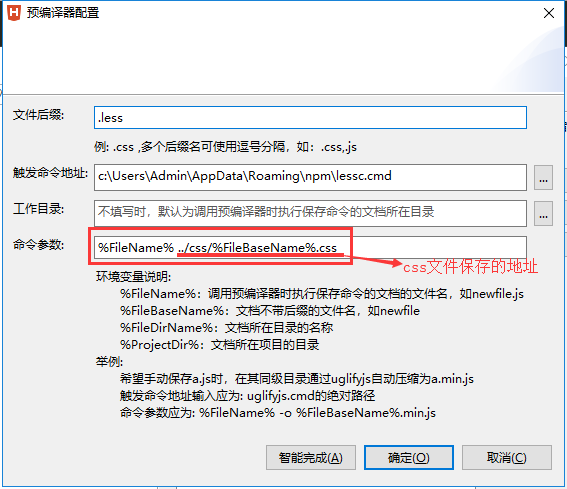 预编译器配置
文件后缀:
.less
例: .css ,多个后缀名可使用逗号分隔，如：.css,.js
触发命令地址:
c:\Users\Admin\AppData\Roaming\npm\lessc.cmd
...
工作目录:
不填写时，默认为调用预编译器时执行保存命令的文档所在目录
...
命令参数:
%FileName% ../css/%FileBaseName%.css
css文件保存的地址
环境变量说明:
%FileName%：调用预编译器时执行保存命令的文档的文件名，如newfile.js
%FileBaseName%：文档不带后缀的文件名，如newfile
%FileDirName%：文档所在目录的名称
%ProjectDir%：文档所在项目的目录
举例:
希望手动保存a.js时，在其同级目录通过uglifyjs自动压缩为a.min.js
触发命令地址输入应为: uglifyjs.cmd的绝对路径
命令参数应为: %FileName% -o %FileBaseName%.min.js
智能完成(A)
确定(O)
取消(C)